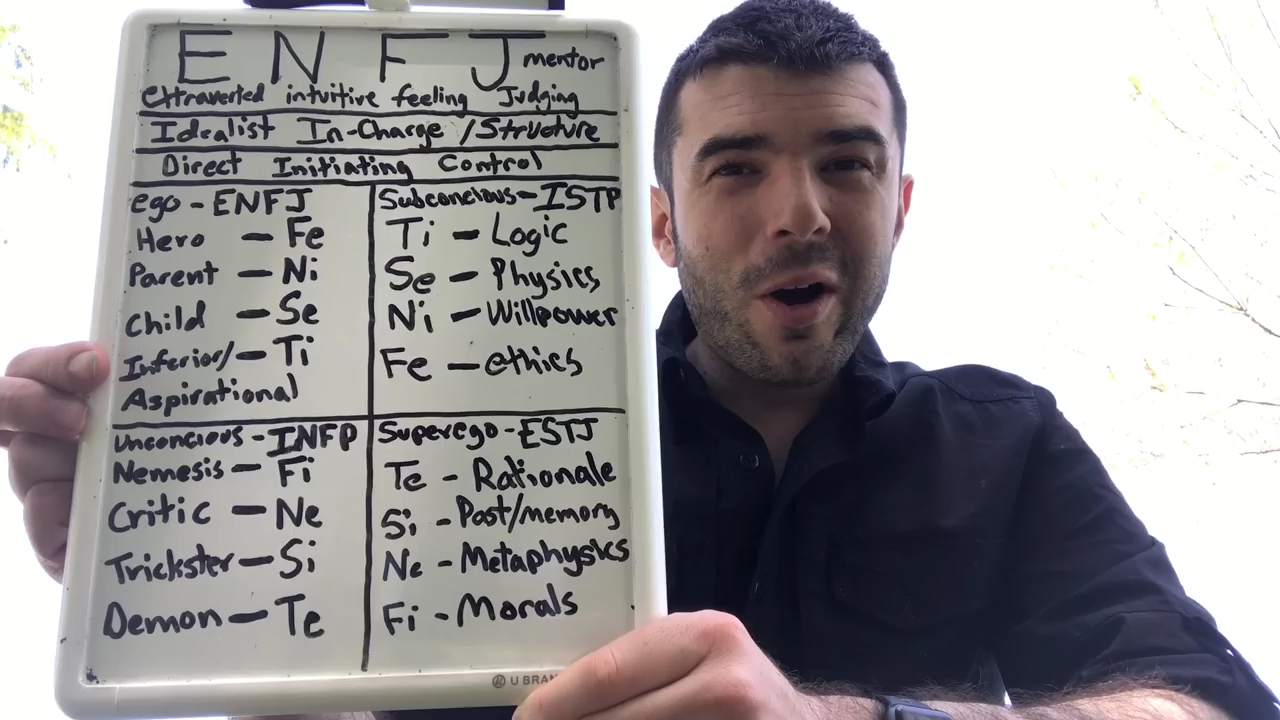 ENFJ mentor
extraverted intuitive feeling Judging
Idealist In-Charge / Structure
Direct Initiating Control
ego - ENFJ
Hero - Fe
Parent - Ni
Child - Se
Inferior/ - Ti
Aspirational
Subconcious - ISTP
Ti - Logic
Se - Physics
Ni - Willpower
Fe - ethics
Unconcious - INFP
Nemesis - Fi
Critic - Ne
Trickster - Si
Demon - Te
Superego - ESTJ
Te - Rationale
Si - Past/memory
Ne - Metaphysics
Fi - Morals
U BRAN